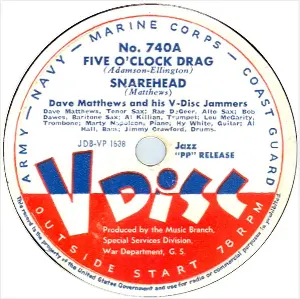 ARMY — NAVY — MARINE CORPS — COAST GUARD
No. 740A
FIVE O'CLOCK DRAG
(Adamson-Ellington)
SNAREHEAD
(Matthews)
Dave Matthews and his V-Disc Jammers
Dave Matthews, Tenor Sax; Rae DeGeer, Alto Sax; Bob
Dawes, Baritone Sax; Al Killian, Trumpet; Lou McGarity,
Trombone; Marty Napoleon, Piano; Hy White, Guitar; Al
Hall, Bass; Jimmy Crawford, Drums.
JDB-VP 1538
Jazz
"PP" RELEASE
V DISC
Produced by the Music Branch,
Special Services Division,
War Department, G. S.
OUTSIDE START 78 RPM
This record is the property of the United States Government and use for radio or commercial purposes is prohibited.